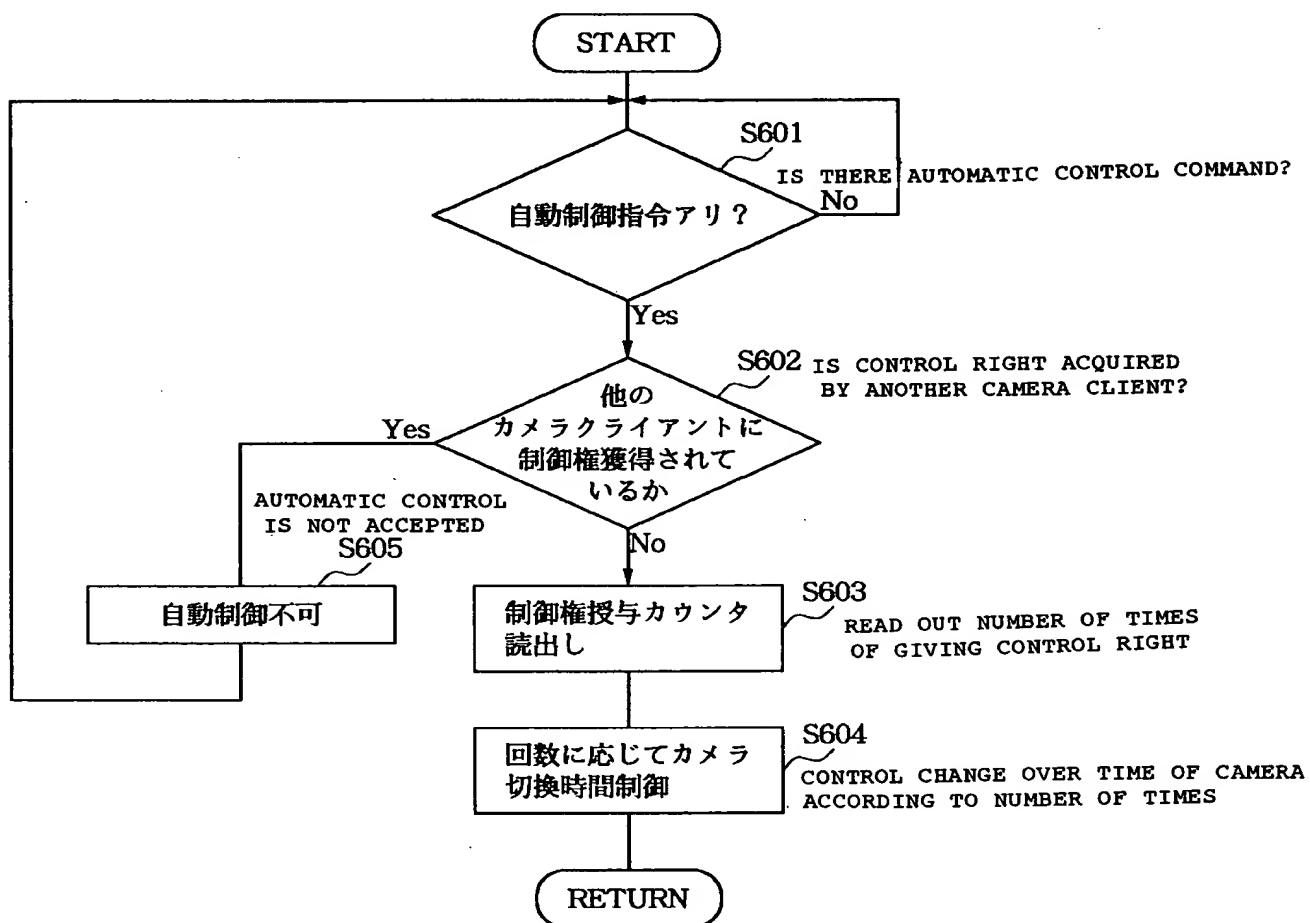 START
S601
IS THERE AUTOMATIC CONTROL COMMAND?
自動制御指令アリ？
No
Yes
S602
IS CONTROL RIGHT ACQUIRED
BY ANOTHER CAMERA CLIENT?
他の
カメラクライアントに
制御権獲得されて
いるか
Yes
AUTOMATIC CONTROL
IS NOT ACCEPTED
S605
自動制御不可
No
S603
制御権授与カウンタ
読出し
READ OUT NUMBER OF TIMES
OF GIVING CONTROL RIGHT
S604
回数に応じてカメラ
切換時間制御
CONTROL CHANGE OVER TIME OF CAMERA
ACCORDING TO NUMBER OF TIMES
RETURN